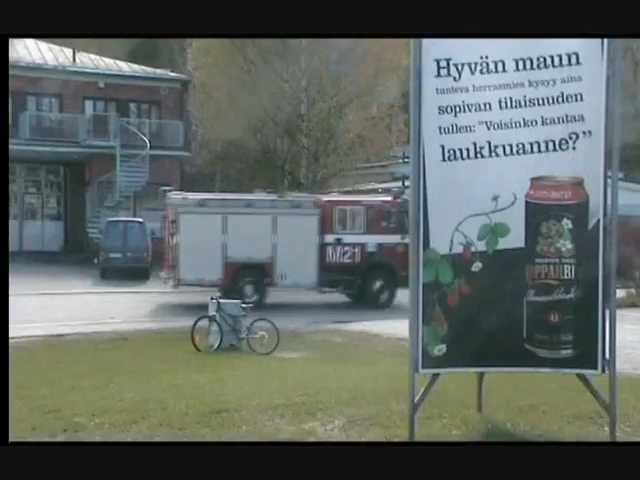 Hyvän maun
tunteva herrasmies kysyy aina
sopivan tilaisuuden
tullen: "Voisinko kantaa
laukkuanne?"
M21